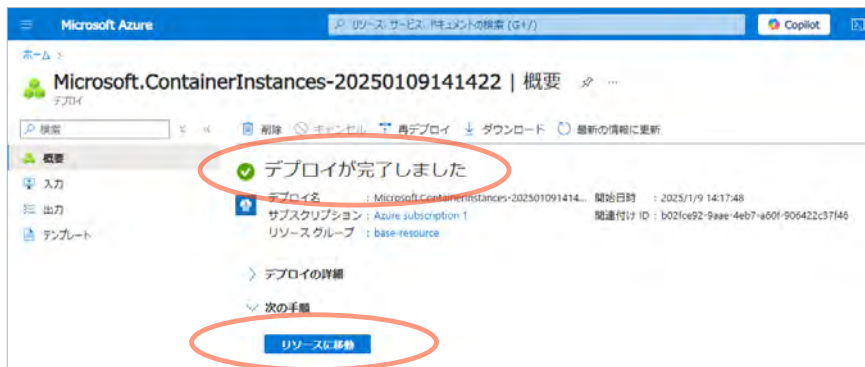 Microsoft Azure
リソース、サービス、ドキュメントの検索 (G+/)
Copilot
ホーム >
Microsoft.ContainerInstances-20250109141422 | 概要
デプロイ
検索
削除 キャンセル 再デプロイ ダウンロード 最新の情報に更新
概要
入力
出力
テンプレート
デプロイが完了しました
デプロイ名 : Microsoft.ContainerInstances-202501091414... 開始日時 : 2025/1/9 14:17:48
サブスクリプション : Azure subscription 1 関連付け ID : b02fce92-9aae-4eb7-a60f-906422c37f46
リソース グループ : base-resource
デプロイの詳細
次の手順
リソースに移動